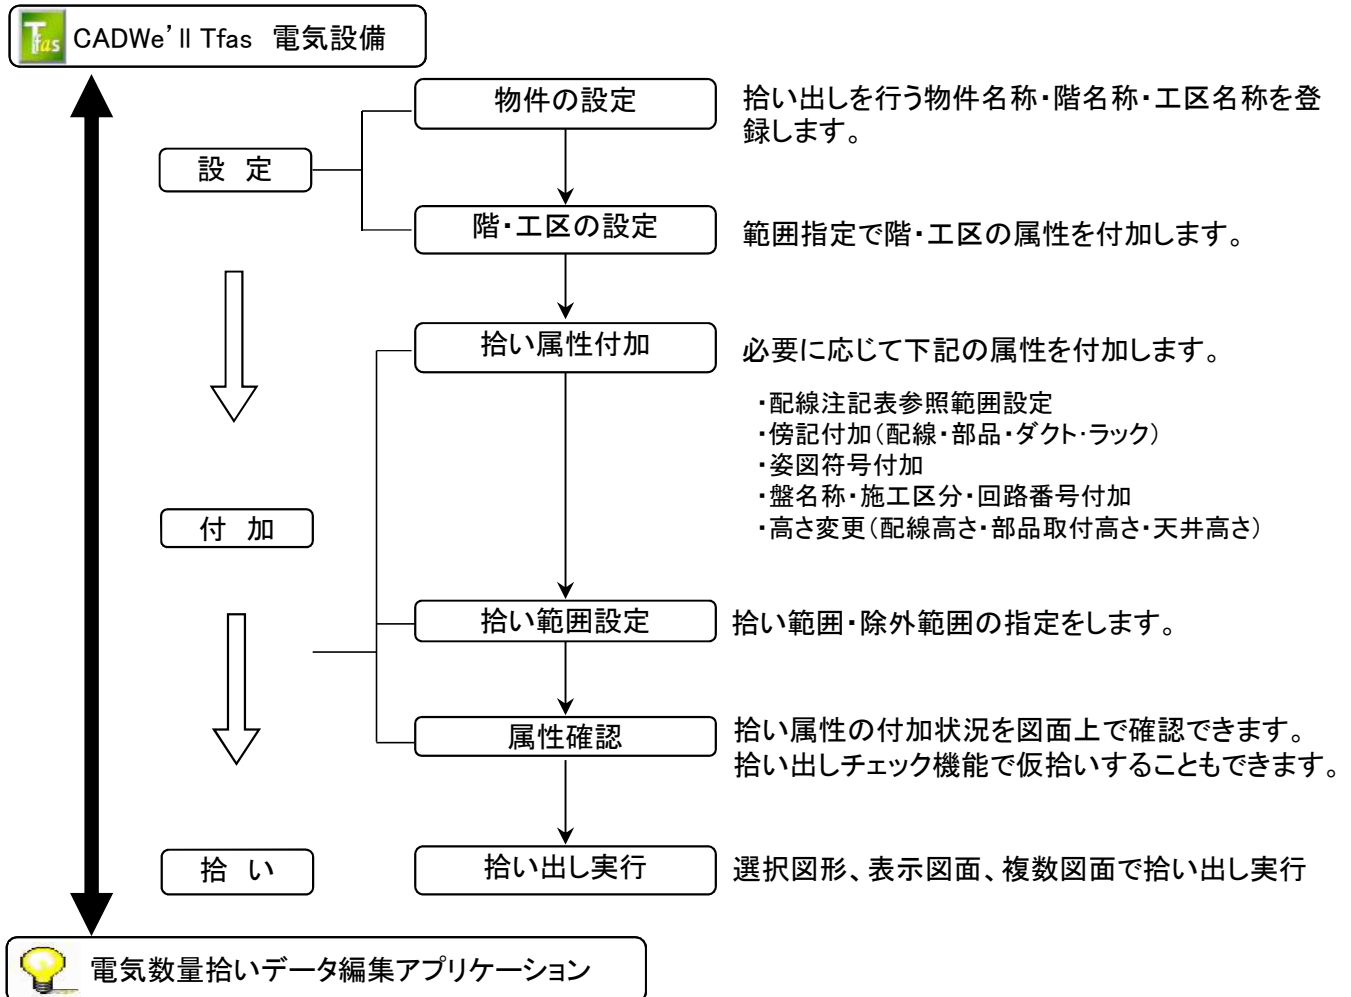 Tfas CADWe'll Tfas 電気設備
物件の設定
拾い出しを行う物件名称・階名称・工区名称を登
録します。
設 定
階・工区の設定
範囲指定で階・工区の属性を付加します。
拾い属性付加
必要に応じて下記の属性を付加します。
・配線注記表参照範囲設定
・傍記付加（配線・部品・ダクト・ラック）
・姿図符号付加
・盤名称・施工区分・回路番号付加
・高さ変更（配線高さ・部品取付高さ・天井高さ）
付 加
拾い範囲設定
拾い範囲・除外範囲の指定をします。
属性確認
拾い属性の付加状況を図面上で確認できます。
拾い出しチェック機能で仮拾いすることもできます。
拾 い
拾い出し実行
選択図形、表示図面、複数図面で拾い出し実行
電気数量拾いデータ編集アプリケーション